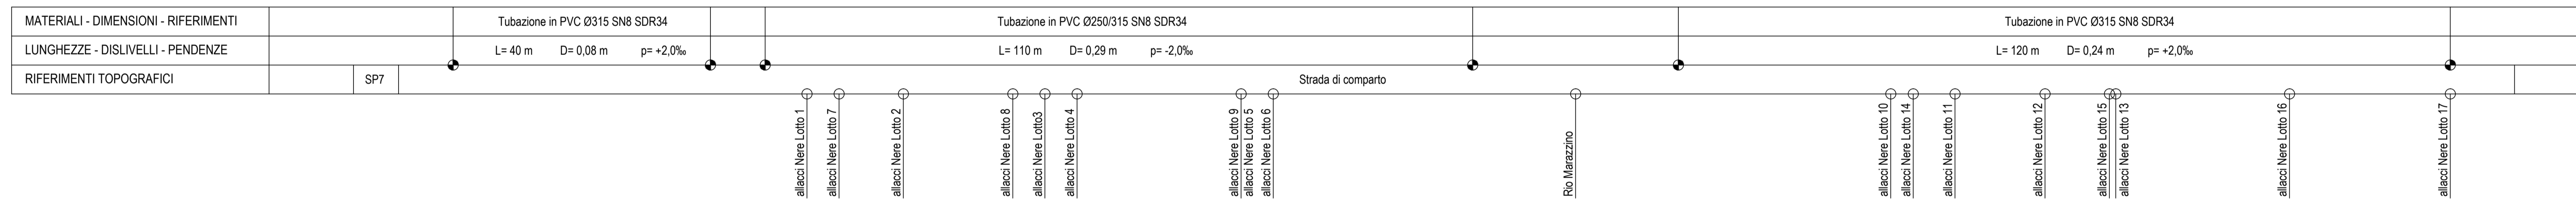 MATERIALI - DIMENSIONI - RIFERIMENTI
Tubazione in PVC Ø315 SN8 SDR34
Tubazione in PVC Ø250/315 SN8 SDR34
Tubazione in PVC Ø315 SN8 SDR34
LUNGHEZZE - DISLIVELLI - PENDENZE
L= 40 m D= 0,08 m p= +2,0‰
L= 110 m D= 0,29 m p= -2,0‰
L= 120 m D= 0,24 m p= +2,0‰
RIFERIMENTI TOPOGRAFICI
SP7
Strada di comparto
allacci Nere Lotto 1
allacci Nere Lotto 7
allacci Nere Lotto 2
allacci Nere Lotto 8
allacci Nere Lotto3
allacci Nere Lotto 4
allacci Nere Lotto 9
allacci Nere Lotto 5
allacci Nere Lotto 6
Rio Marazzino
allacci Nere Lotto 10
allacci Nere Lotto 14
allacci Nere Lotto 11
allacci Nere Lotto 12
allacci Nere Lotto 15
allacci Nere Lotto 13
allacci Nere Lotto 16
allacci Nere Lotto 17